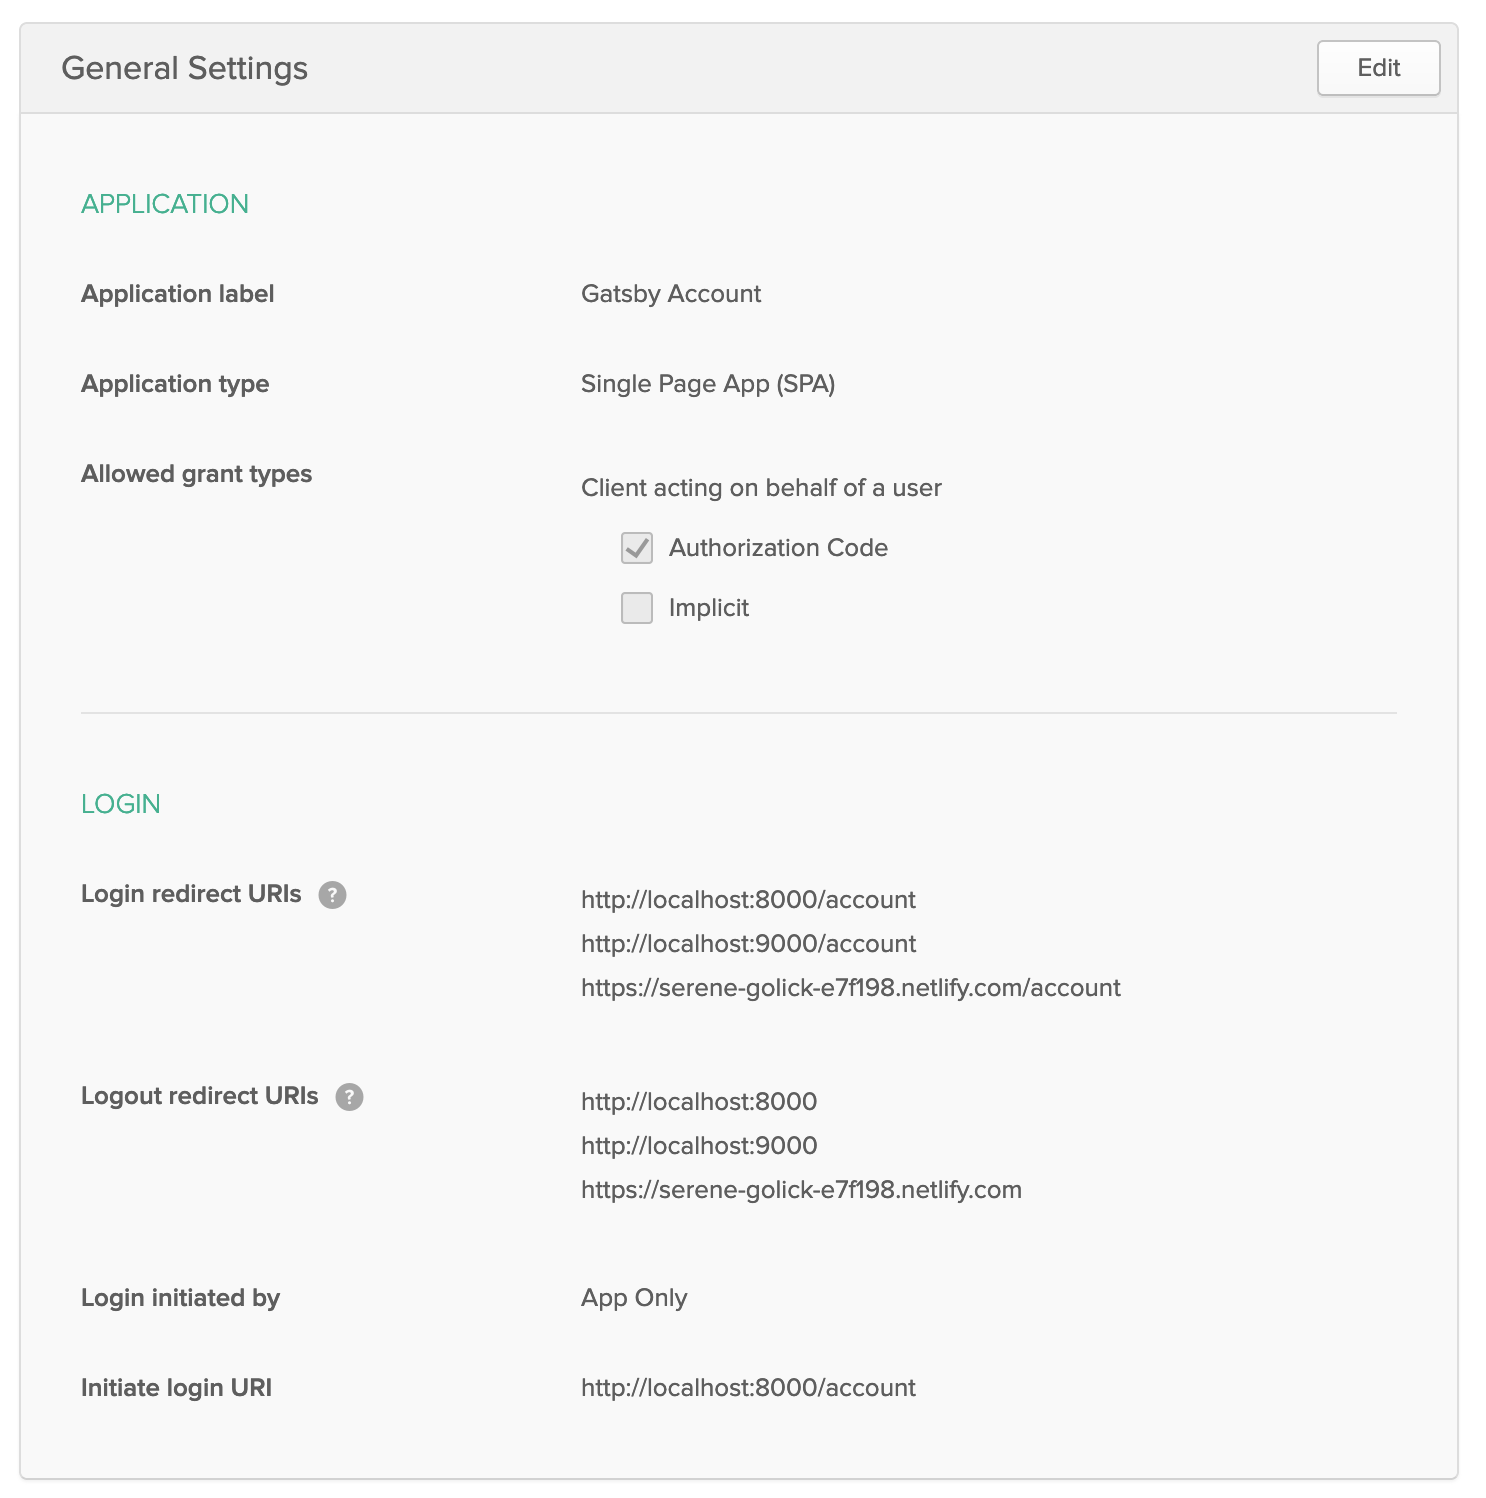 General Settings
Edit
APPLICATION
Application label
Gatsby Account
Application type
Single Page App (SPA)
Allowed grant types
Client acting on behalf of a user
Authorization Code
Implicit
LOGIN
Login redirect URIs ?
http://localhost:8000/account
http://localhost:9000/account
https://serene-golick-e7f198.netlify.com/account
Logout redirect URIs ?
http://localhost:8000
http://localhost:9000
https://serene-golick-e7f198.netlify.com
Login initiated by
App Only
Initiate login URI
http://localhost:8000/account